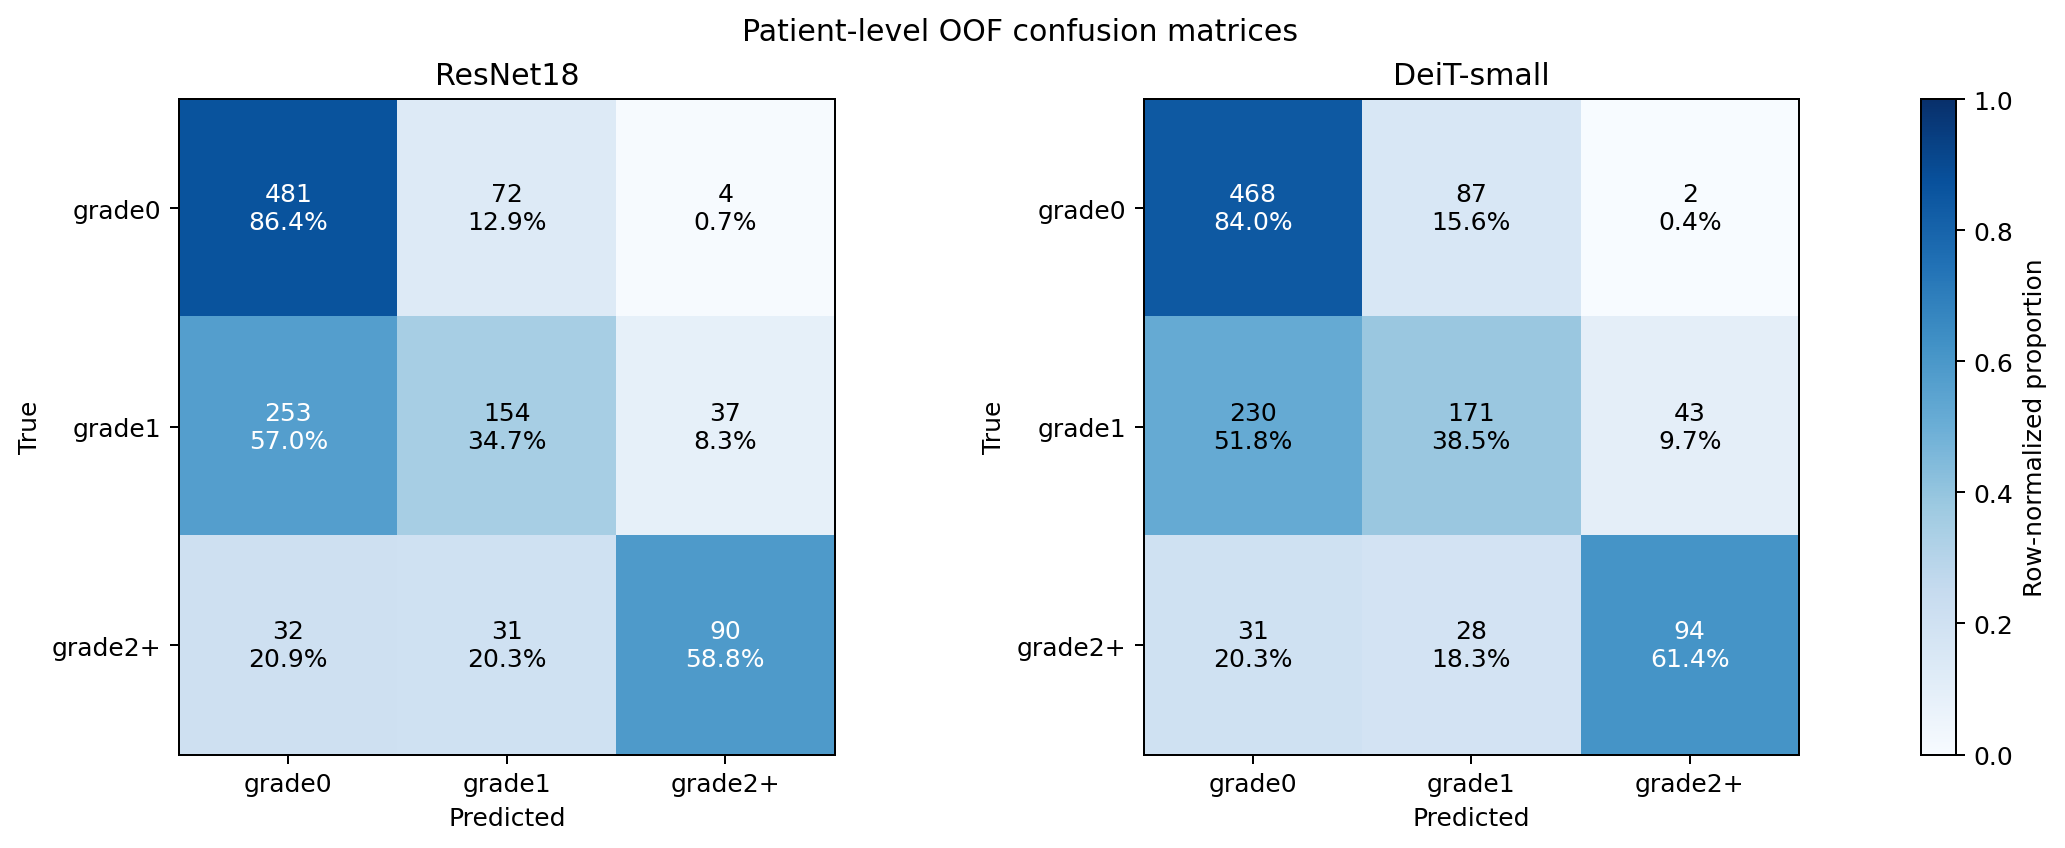 Patient-level OOF confusion matrices
ResNet18
True
grade0
481
86.4%
72
12.9%
4
0.7%
grade1
253
57.0%
154
34.7%
37
8.3%
grade2+
32
20.9%
31
20.3%
90
58.8%
grade0
grade1
grade2+
Predicted
DeiT-small
True
grade0
468
84.0%
87
15.6%
2
0.4%
grade1
230
51.8%
171
38.5%
43
9.7%
grade2+
31
20.3%
28
18.3%
94
61.4%
grade0
grade1
grade2+
Predicted
1.0
0.8
0.6
0.4
0.2
0.0
Row-normalized proportion